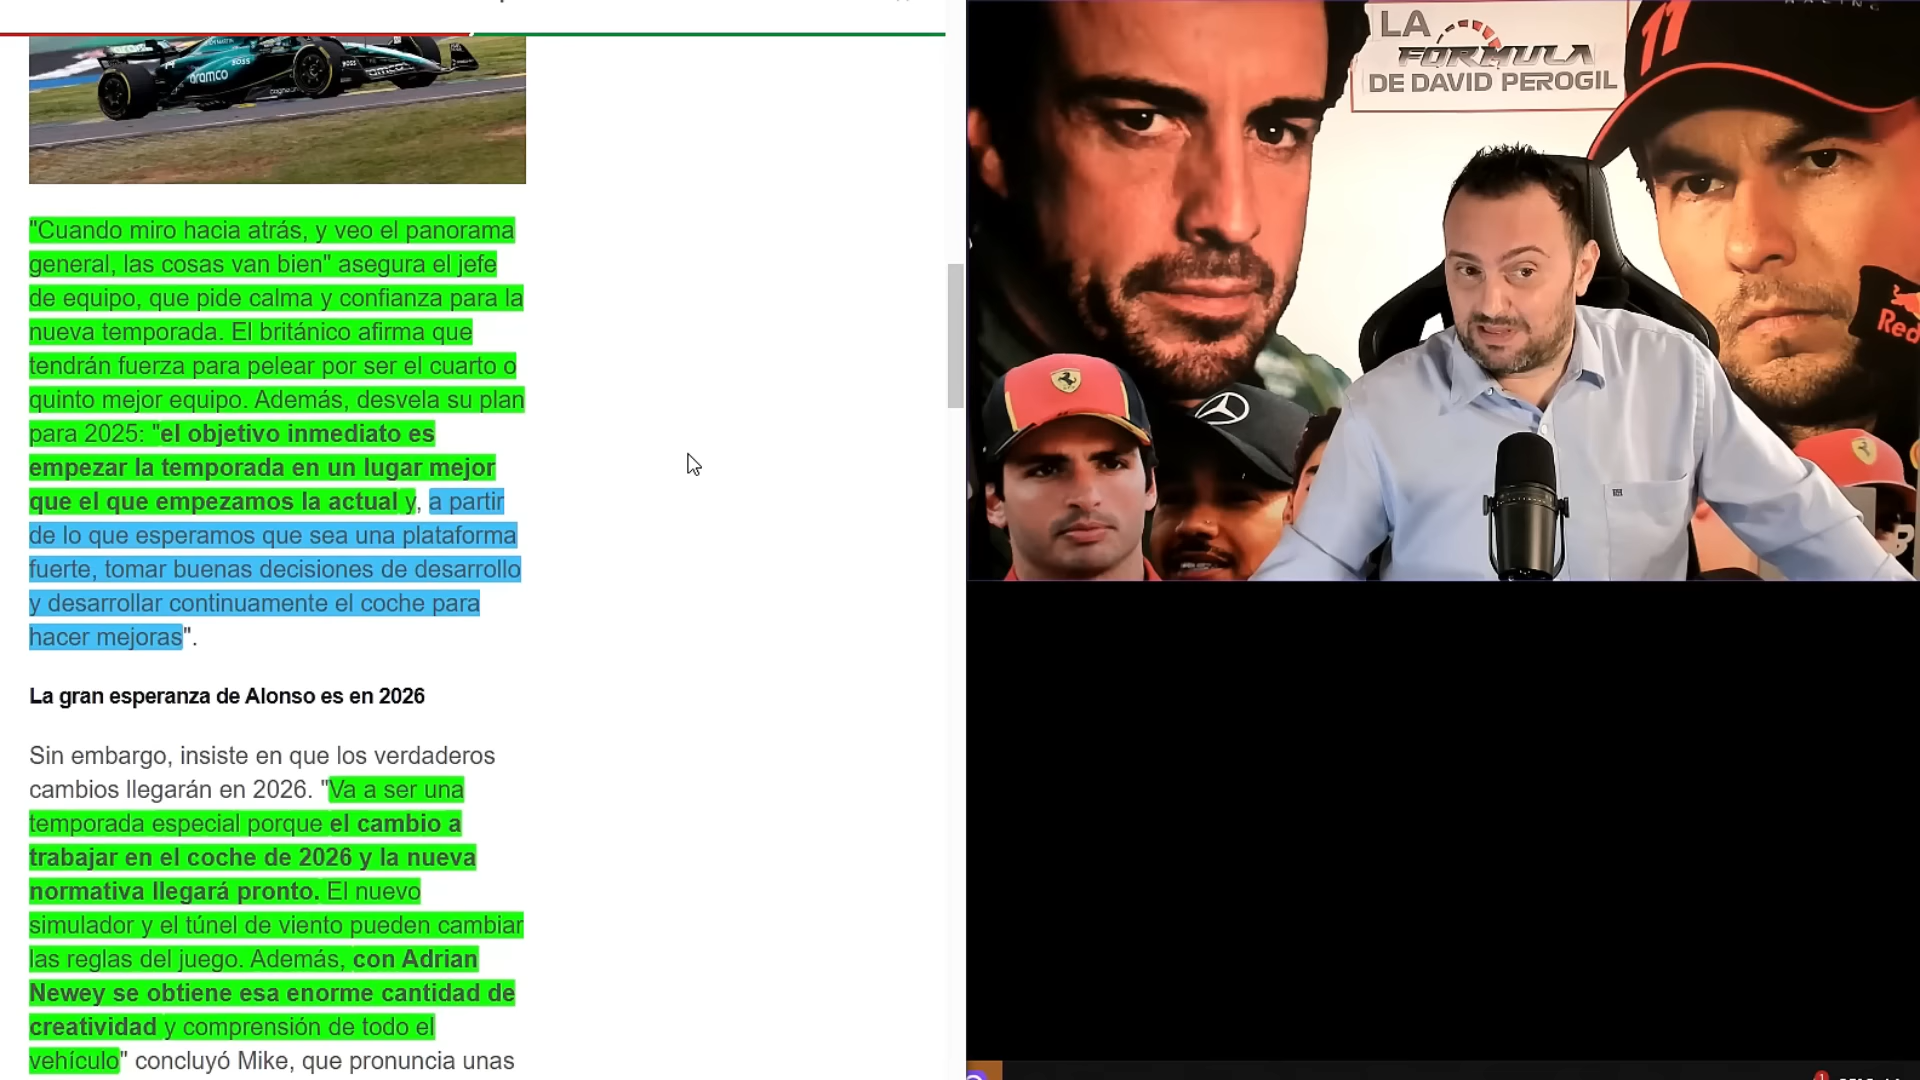 aramco
BOSS
"Cuando miro hacia atrás, y veo el panorama
general, las cosas van bien" asegura el jefe
de equipo, que pide calma y confianza para la
nueva temporada. El británico afirma que
tendrán fuerza para pelear por ser el cuarto o
quinto mejor equipo. Además, desvela su plan
para 2025: "el objetivo inmediato es
empezar la temporada en un lugar mejor
que el que empezamos la actual y, a partir
de lo que esperamos que sea una plataforma
fuerte, tomar buenas decisiones de desarrollo
y desarrollar continuamente el coche para
hacer mejoras".
La gran esperanza de Alonso es en 2026
Sin embargo, insiste en que los verdaderos
cambios llegarán en 2026. "Va a ser una
temporada especial porque el cambio a
trabajar en el coche de 2026 y la nueva
normativa llegará pronto. El nuevo
simulador y el túnel de viento pueden cambiar
las reglas del juego. Además, con Adrian
Newey se obtiene esa enorme cantidad de
creatividad y comprensión de todo el
vehículo" concluyó Mike, que pronuncia unas
LA
FORMULA
DE DAVID PEROGIL
11
Red